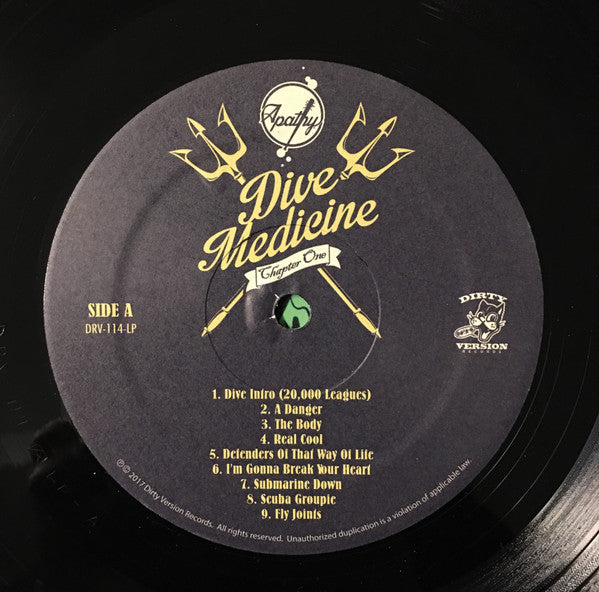 Apathy
Dive
Medicine
Chapter One
SIDE A
DRV-114-LP
DIRTY
VERSION
RECORDS
1. Dive Intro (20,000 Leagues)
2. A Danger
3. The Body
4. Real Cool
5. Defenders Of That Way Of Life
6. I'm Gonna Break Your Heart
7. Submarine Down
8. Scuba Groupie
9. Fly Joints
℗ © 2017 Dirty Version Records. All rights reserved. Unauthorized duplication is a violation of applicable law.